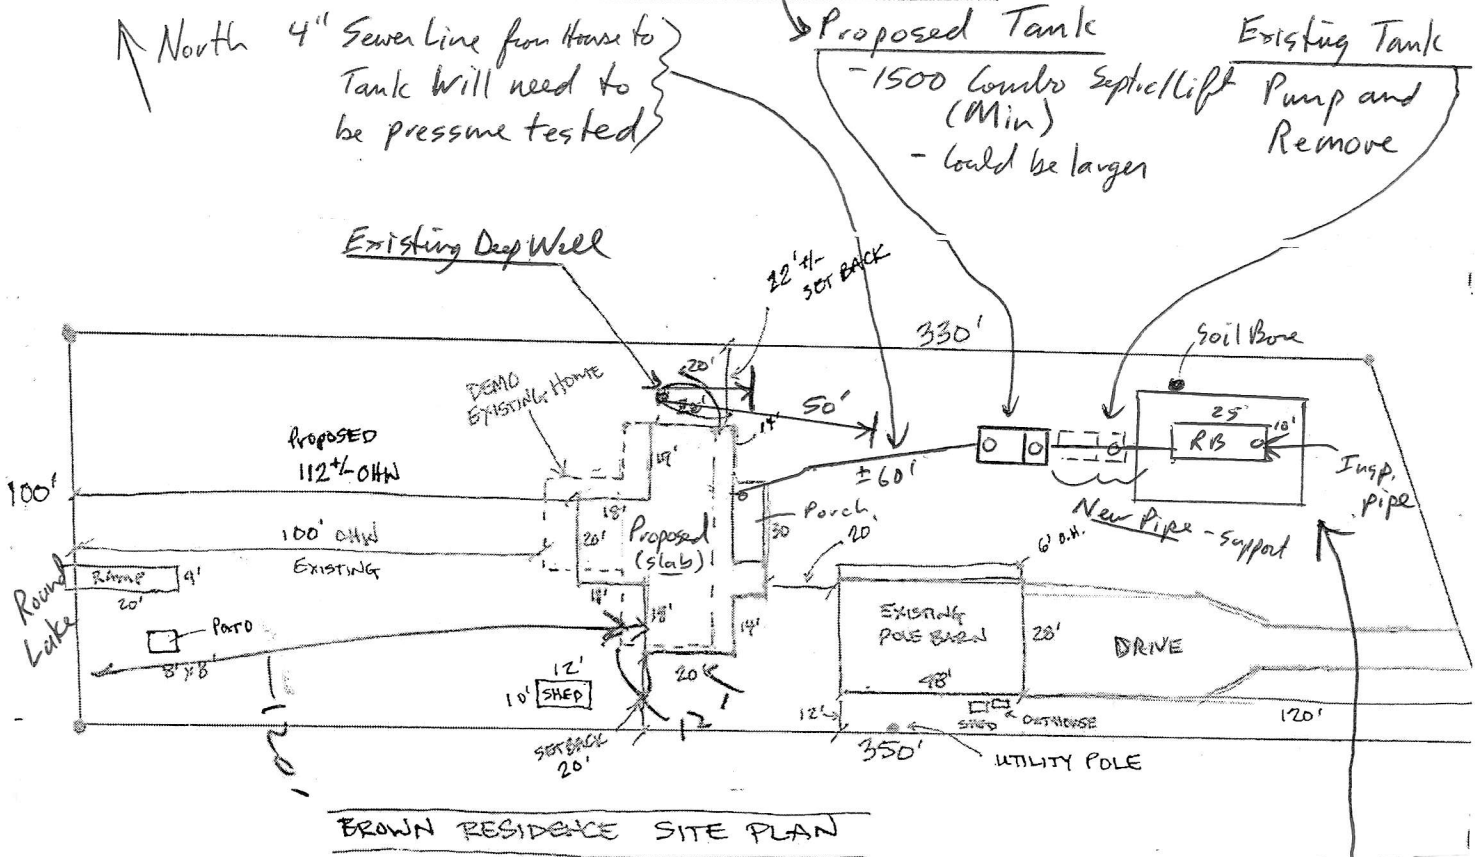 North
4" Sewer Line from House to
Tank Will need to
be pressure tested
Proposed Tank
- 1500 Combo Septic/Lift
(Min)
- Could be larger
Existing Tank
Pump and
Remove
Existing Deep Well
22' +/-
SET BACK
330'
Soil Bore
DEMO
EXISTING HOME
20'
20'
50'
14'
25'
10'
RB
Insp.
pipe
PROPOSED
112' +/- OHW
19'
± 60'
New Pipe - Support
100'
18'
20'
Proposed
(slab)
Porch
30
20'
6' O.H.
100' OHW
EXISTING
RAMP
9'
20'
Round
Lake
PATIO
8' x 8'
18'
18'
14'
EXISTING
POLE BARN
28'
DRIVE
48'
12'
10'
SHED
20'
12'
120'
SETBACK
20'
12'
SHED
OUTHOUSE
120'
350'
UTILITY POLE
BROWN RESIDENCE SITE PLAN